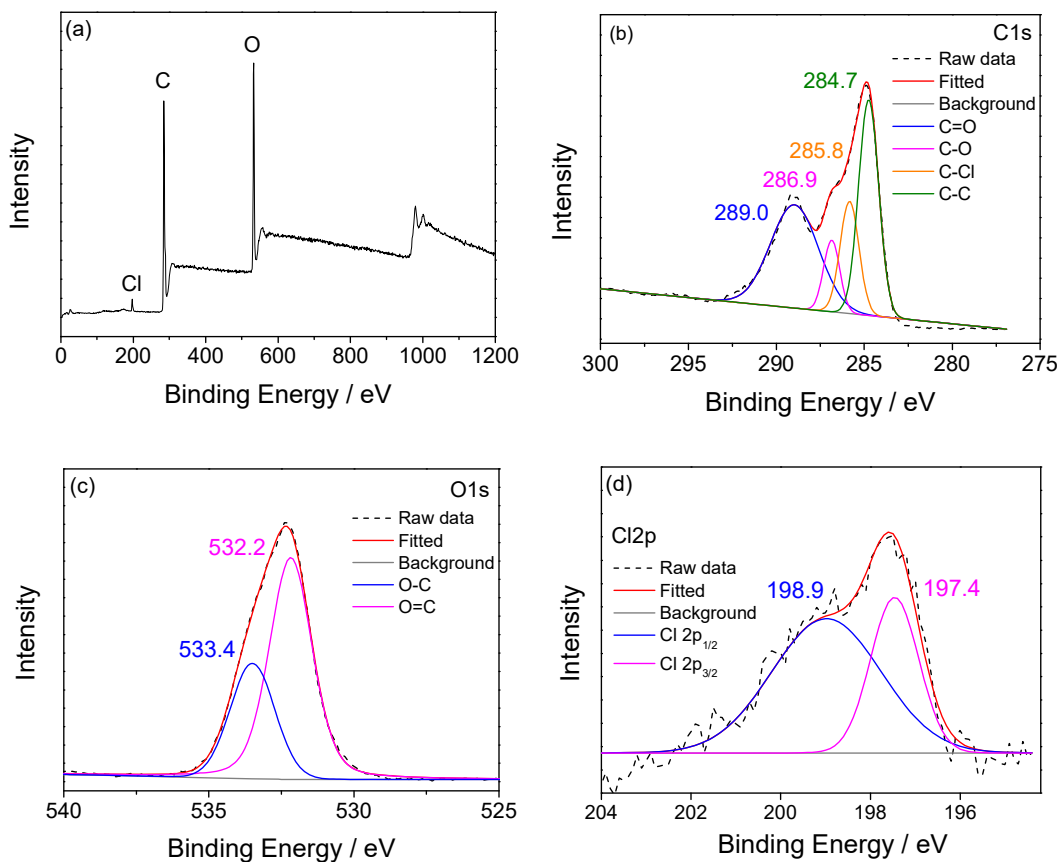 (a)
O
C
Cl
Intensity
0 200 400 600 800 1000 1200
Binding Energy / eV
(b)
C1s
Raw data
Fitted
Background
C=O
C-O
C-Cl
C-C
284.7
285.8
286.9
289.0
Intensity
300 295 290 285 280 275
Binding Energy / eV
(c)
O1s
Raw data
Fitted
Background
O-C
O=C
532.2
533.4
Intensity
540 535 530 525
Binding Energy / eV
(d)
Cl2p
Raw data
Fitted
Background
Cl 2p1/2
Cl 2p3/2
198.9
197.4
Intensity
204 202 200 198 196
Binding Energy / eV